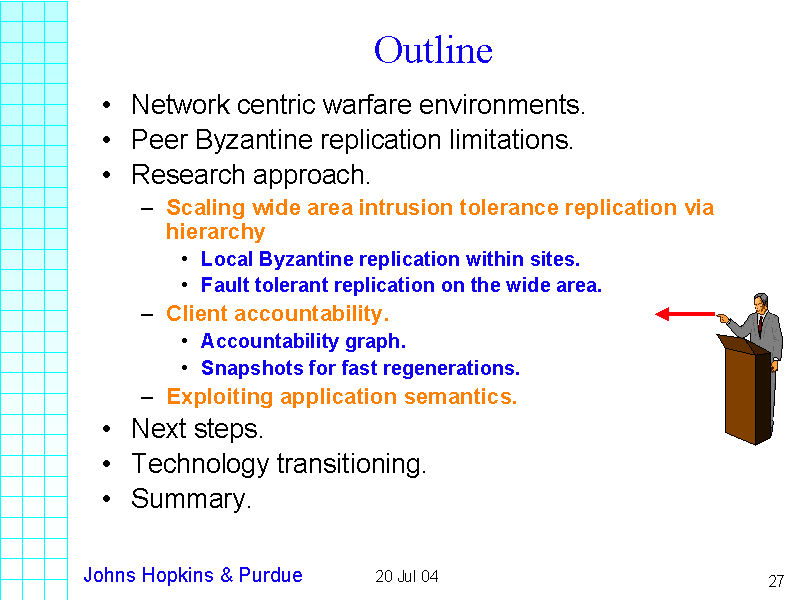 Outline
• Network centric warfare environments.
• Peer Byzantine replication limitations.
• Research approach.
– Scaling wide area intrusion tolerance replication via
hierarchy
• Local Byzantine replication within sites.
• Fault tolerant replication on the wide area.
– Client accountability.
• Accountability graph.
• Snapshots for fast regenerations.
– Exploiting application semantics.
• Next steps.
• Technology transitioning.
• Summary.
Johns Hopkins & Purdue
20 Jul 04
27